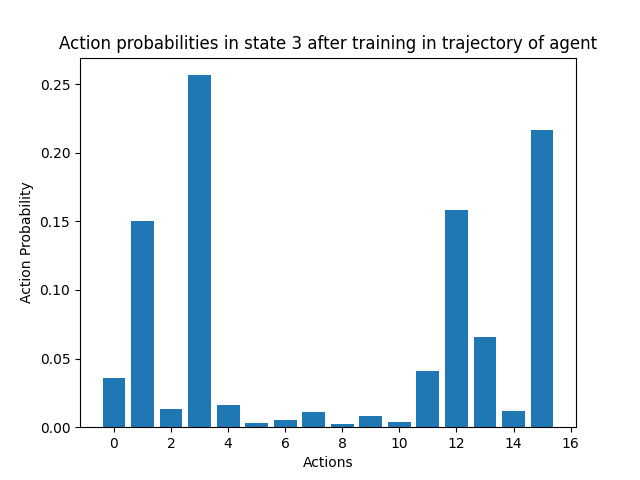 Action probabilities in state 3 after training in trajectory of agent
0.25
0.20
0.15
0.10
0.05
0.00
Action Probability
0 2 4 6 8 10 12 14 16
Actions